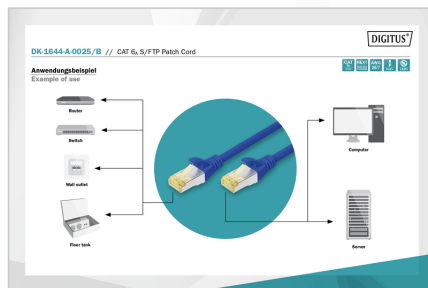 DIGITUS®
DK-1644-A-0025/B // CAT 6A S/FTP Patch Cord
Anwendungsbeispiel
Example of use
Router
Switch
Wall outlet
Floor tank
Computer
Server